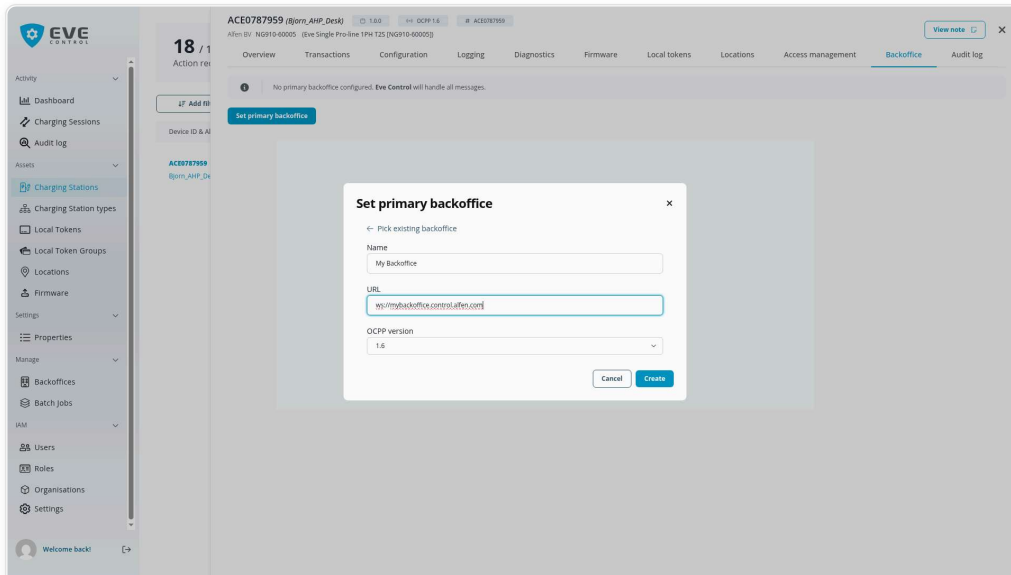 EVE
CONTROL
Activity
Dashboard
Charging Sessions
Audit log
Assets
Charging Stations
Charging Station types
Local Tokens
Local Token Groups
Locations
Firmware
Settings
Properties
Manage
Backoffices
Batch Jobs
IAM
Users
Roles
Organisations
Settings
Welcome back!
18 / 1
Action re
Add fil
Device ID & Al
ACE0787959
Bjorn_AHP_De
ACE0787959 (Bjorn_AHP_Desk) 1.0.0 OCPP 1.6 # ACE0787959
Alfen BV NG910-60005 (Eve Single Pro-line 1PH T2S [NG910-60005])
View note
Overview Transactions Configuration Logging Diagnostics Firmware Local tokens Locations Access management Backoffice Audit log
No primary backoffice configured. Eve Control will handle all messages.
Set primary backoffice
Set primary backoffice
← Pick existing backoffice
Name
My Backoffice
URL
ws://mybackoffice.control.alfen.com
OCPP version
1.6
Cancel Create